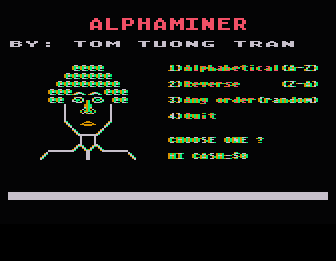 ALPHAMINER
BY: TOM TUONG TRAN
1)Alphabetical(A-Z)
2)Reverse (Z-A)
3)Any order(random)
4)Quit
CHOOSE ONE ?
HI CASH=$0